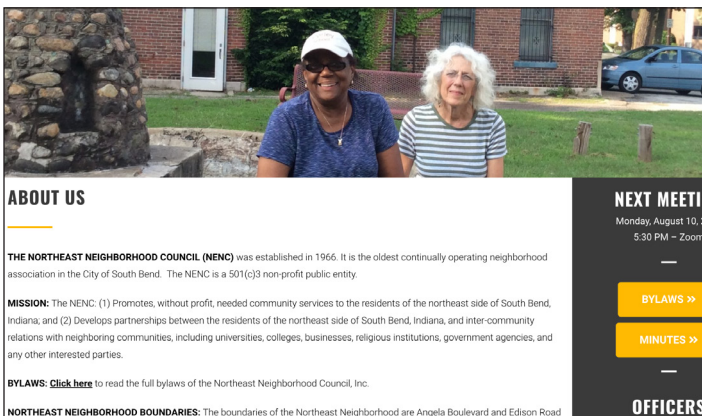 ABOUT US
THE NORTHEAST NEIGHBORHOOD COUNCIL (NENC) was established in 1966. It is the oldest continually operating neighborhood
association in the City of South Bend. The NENC is a 501(c)3 non-profit public entity.
MISSION: The NENC: (1) Promotes, without profit, needed community services to the residents of the northeast side of South Bend,
Indiana; and (2) Develops partnerships between the residents of the northeast side of South Bend, Indiana, and inter-community
relations with neighboring communities, including universities, colleges, businesses, religious institutions, government agencies, and
any other interested parties.
BYLAWS: Click here to read the full bylaws of the Northeast Neighborhood Council, Inc.
NORTHEAST NEIGHBORHOOD BOUNDARIES: The boundaries of the Northeast Neighborhood are Angela Boulevard and Edison Road
NEXT
Monday, August 10,
5:30 PM – Zoom
BYLAWS »
MINUTES »
OFFICERS